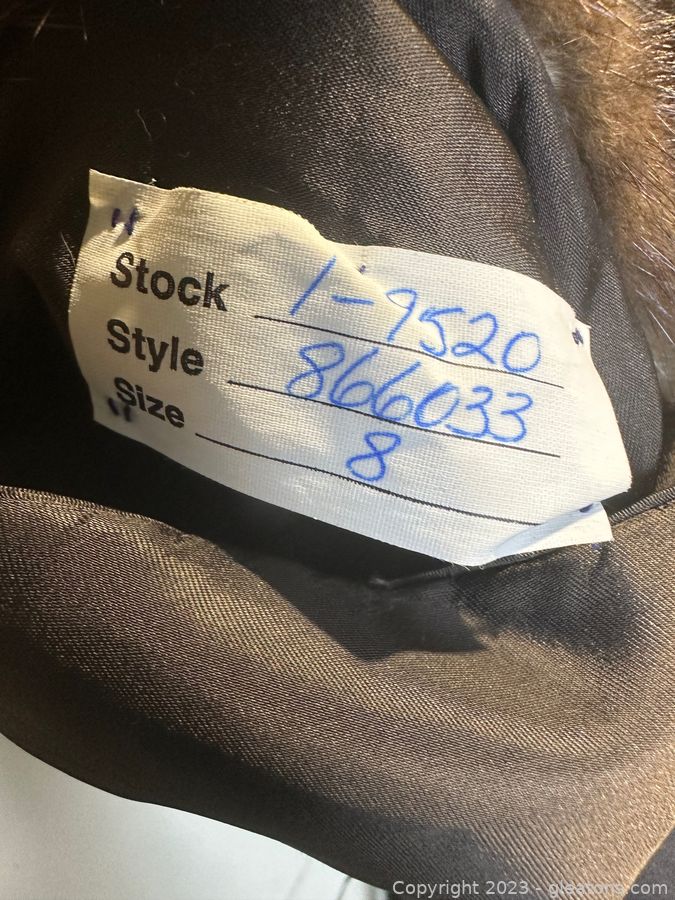 Stock 1-9520
Style 866033
Size 8
Copyright 2023 - gleatons.com